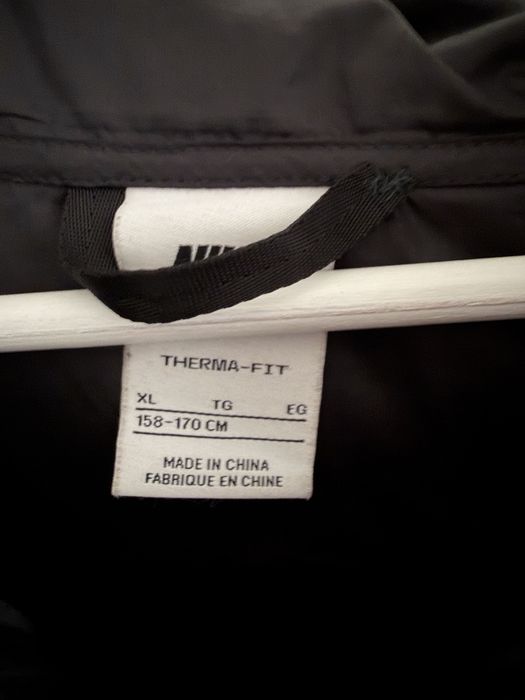 THERMA-FIT
XL TG EG
158-170 CM
MADE IN CHINA
FABRIQUE EN CHINE